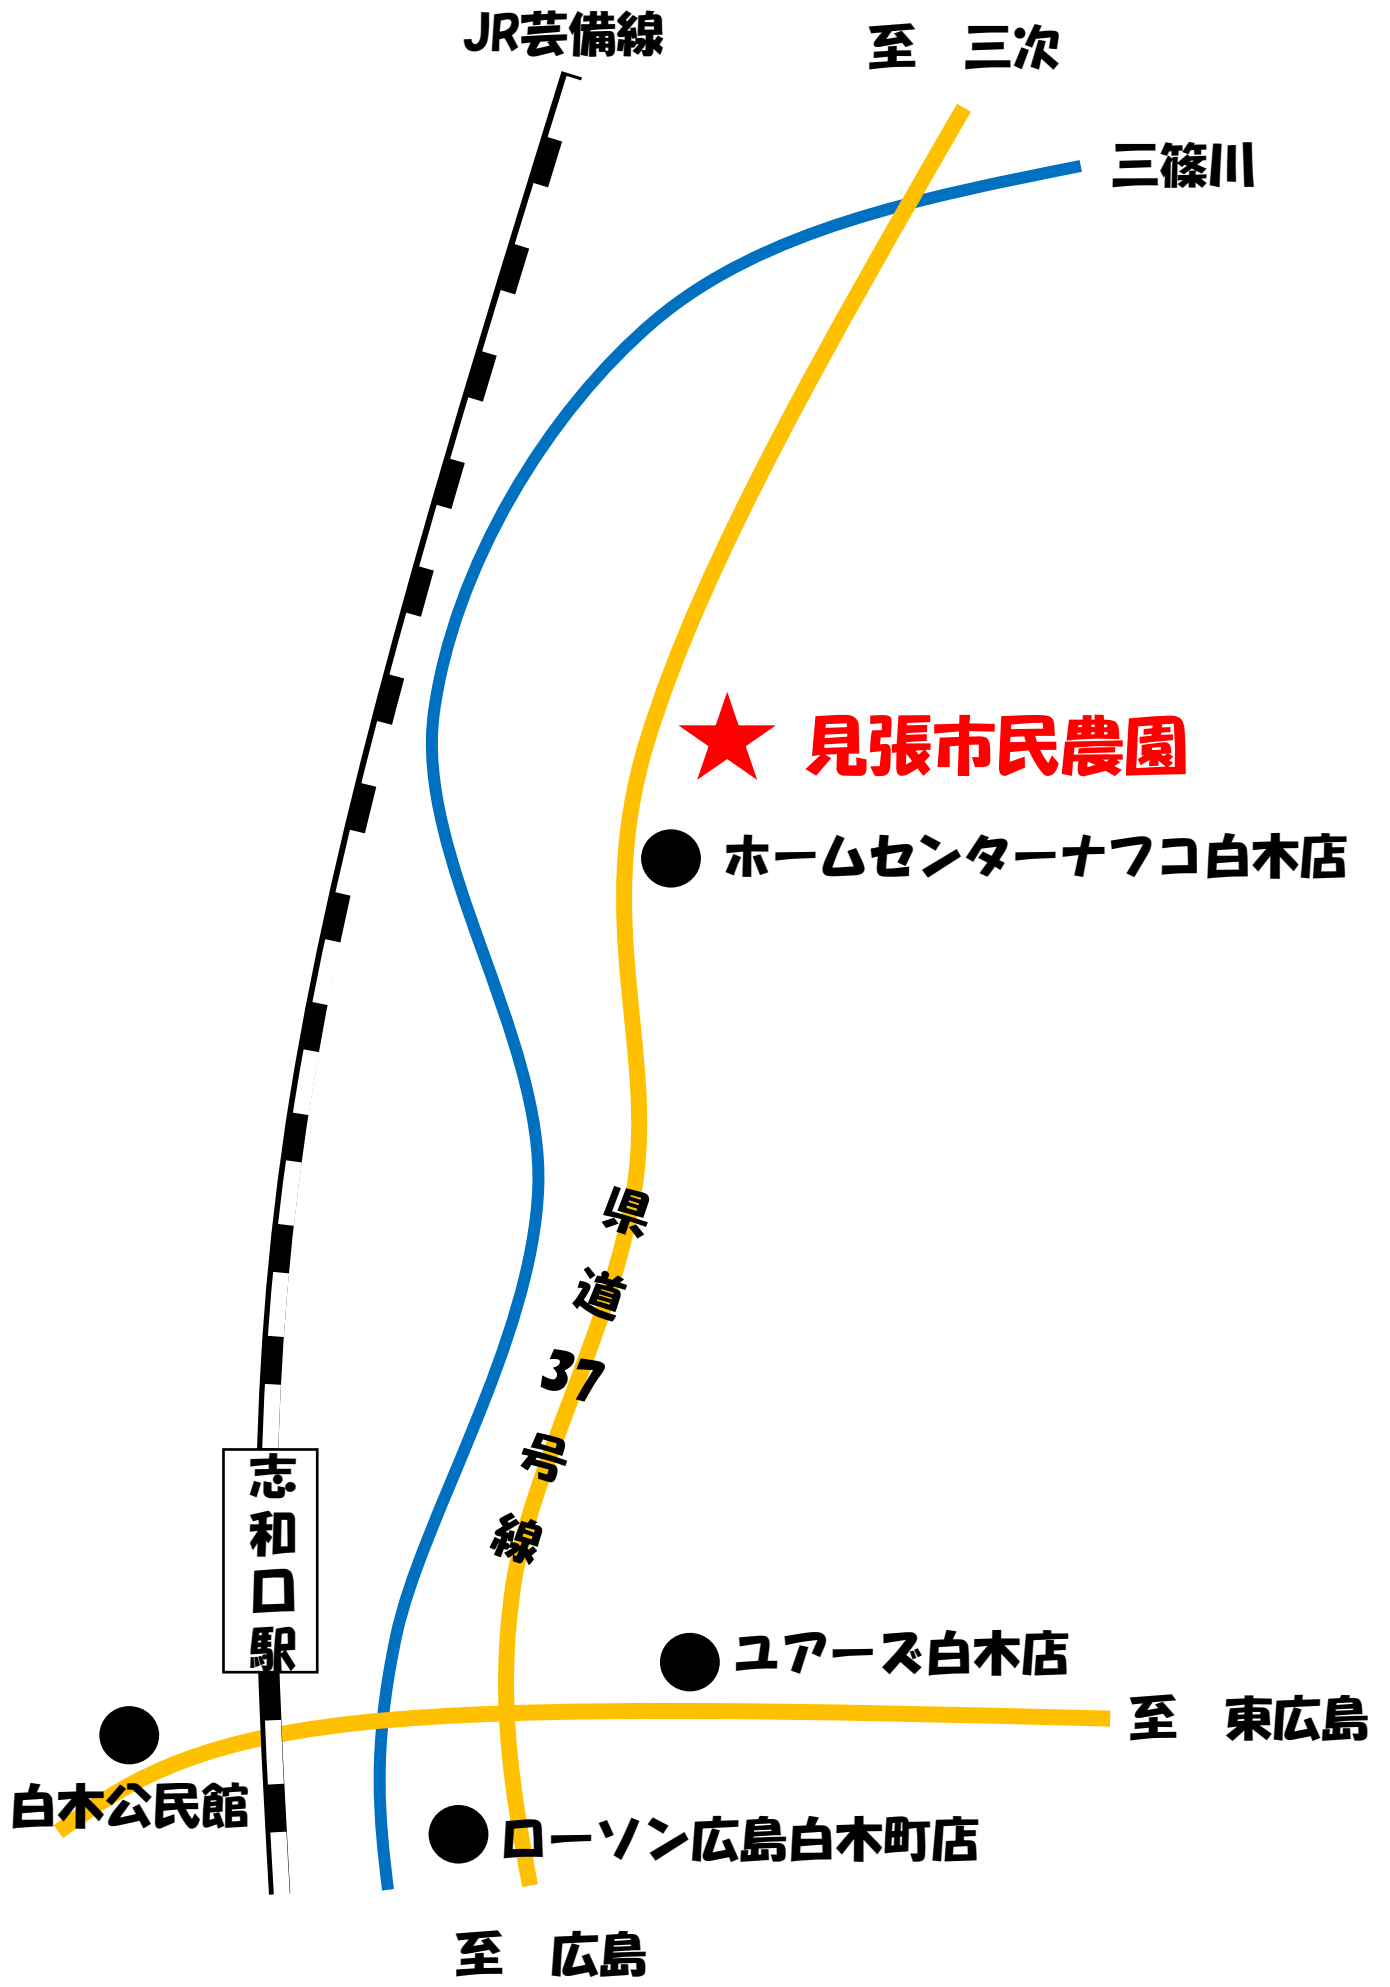 JR芸備線
至　三次
三篠川
見張市民農園
ホームセンターナフコ白木店
県道37号線
志和口駅
ユアーズ白木店
至　東広島
白木公民館
ローソン広島白木町店
至　広島